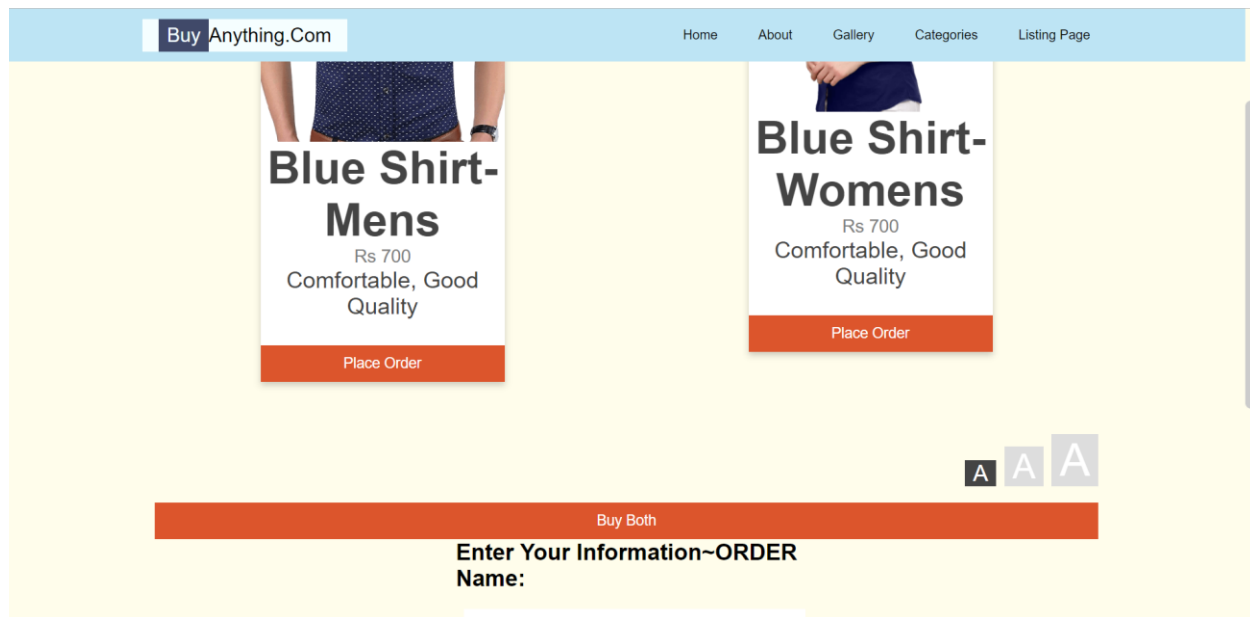 Buy Anything.Com
Home About Gallery Categories Listing Page
Blue Shirt-
Mens
Rs 700
Comfortable, Good
Quality
Place Order
Blue Shirt-
Womens
Rs 700
Comfortable, Good
Quality
Place Order
A A A
Buy Both
Enter Your Information~ORDER
Name: